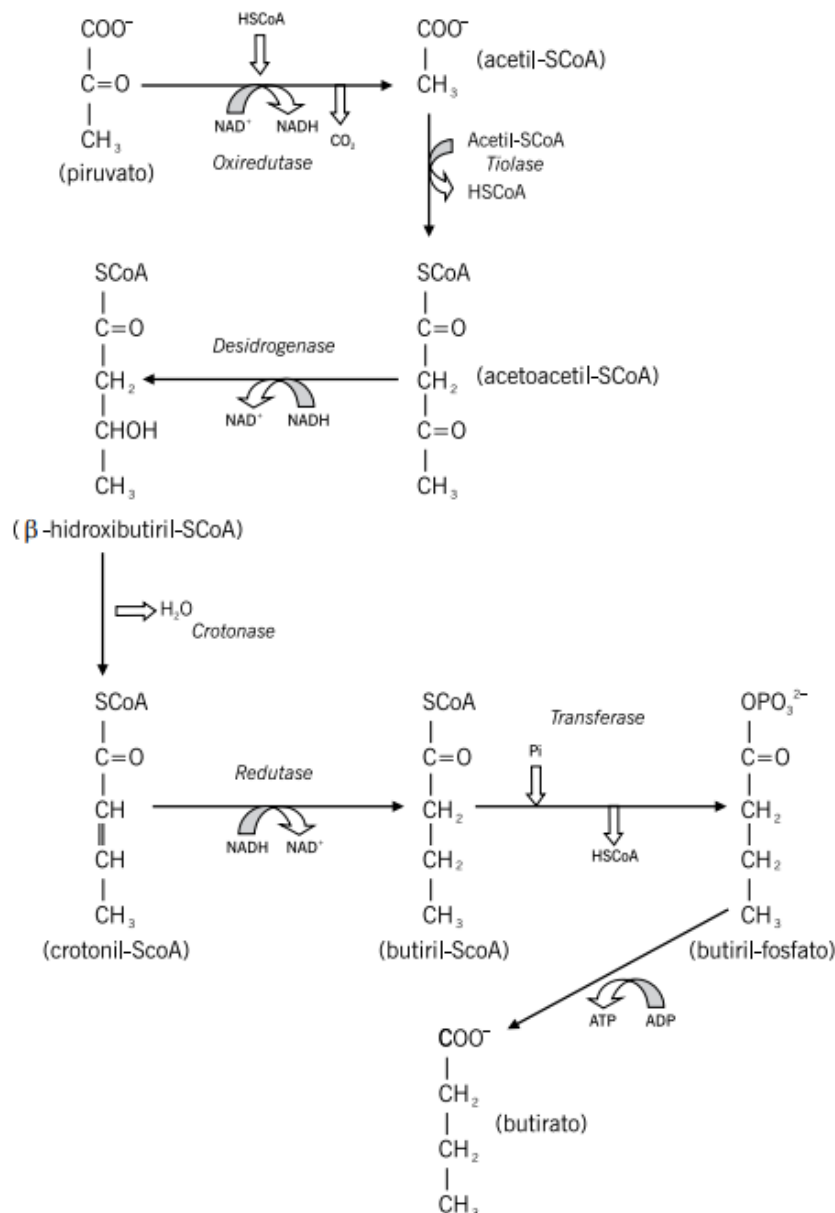 COO⁻
|
C=O
|
CH₃
(piruvato)
HSCoA
NAD⁺ NADH
CO₂
Oxiredutase
COO⁻
|
CH₃
(acetil-SCoA)
Acetil-SCoA
Tiolase
HSCoA
SCoA
|
C=O
|
CH₂
|
C=O
|
CH₃
(acetoacetil-SCoA)
Desidrogenase
NAD⁺ NADH
SCoA
|
C=O
|
CH₂
|
CHOH
|
CH₃
(β-hidroxibutiril-SCoA)
H₂O
Crotonase
SCoA
|
C=O
|
CH
||
CH
|
CH₃
(crotonil-ScoA)
Redutase
NADH NAD⁺
SCoA
|
C=O
|
CH₂
|
CH₂
|
CH₃
(butiril-ScoA)
Transferase
Pi
HSCoA
OPO₃²⁻
|
C=O
|
CH₂
|
CH₂
|
CH₃
(butiril-fosfato)
ATP ADP
COO⁻
|
CH₂
|
CH₂
|
CH₃
(butirato)